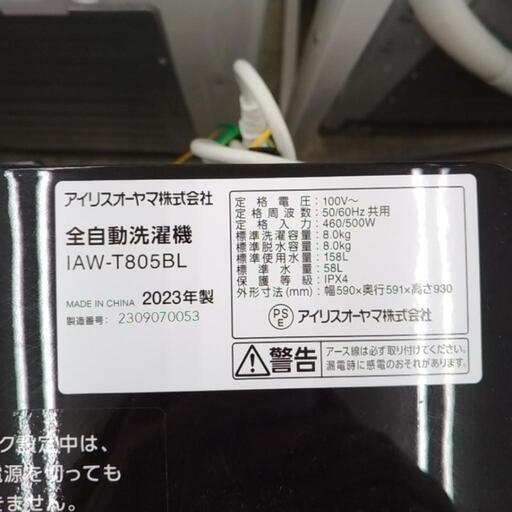 アイリスオーヤマ株式会社
全自動洗濯機
IAW-T805BL
MADE IN CHINA 2023年製
製造番号: 2309070053
定格電圧: 100V～
定格周波数: 50/60Hz共用
定格入力: 460/500W
標準洗濯容量: 8.0kg
標準脱水容量: 8.0kg
標準使用水量: 158L
標準水量: 58L
保護等級: IPX4
外形寸法(mm): 幅590×奥行591×高さ930
PSE アイリスオーヤマ株式会社
警告
アース線は必ず取り付けてください。
漏電時に感電のおそれがあります。
ク設定中は、
電源を切っても
きません。